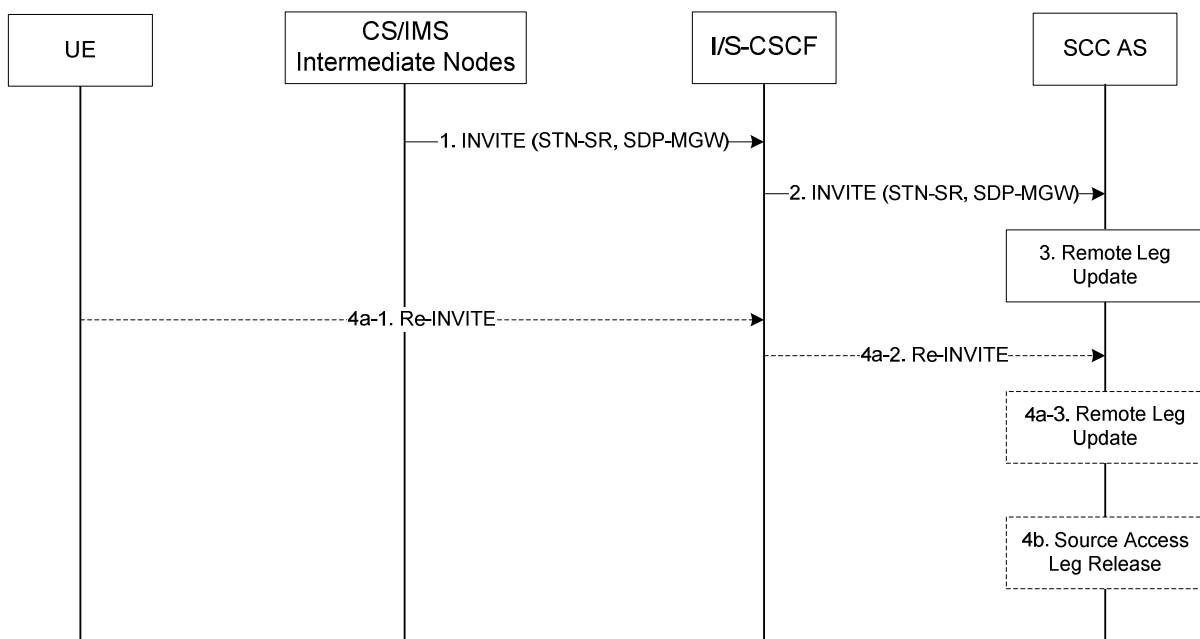 UE
CS/IMS
Intermediate Nodes
I/S-CSCF
SCC AS
1. INVITE (STN-SR, SDP-MGW)
2. INVITE (STN-SR, SDP-MGW)
3. Remote Leg
Update
4a-1. Re-INVITE
4a-2. Re-INVITE
4a-3. Remote Leg
Update
4b. Source Access
Leg Release